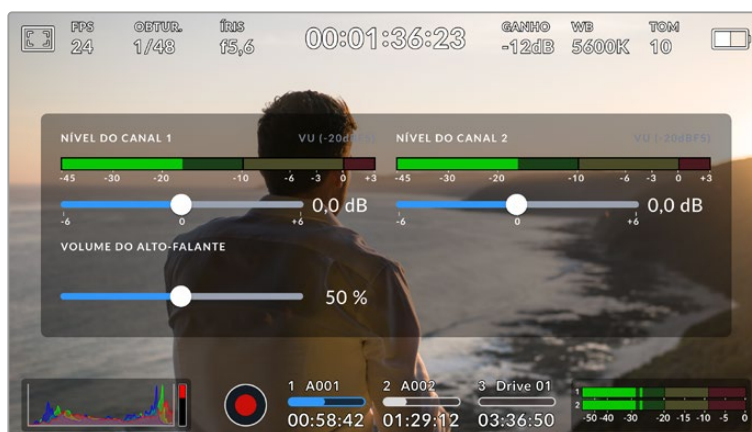 FPS OBTUR. ÍRIS GANHO WB TOM
24 1/48 f5,6 00:01:36:23 -12dB 5600K 10
NÍVEL DO CANAL 1 VU (-20dBFS) NÍVEL DO CANAL 2 VU (-20dBFS)
-45 -30 -20 -10 -6 -3 0 +3 -45 -30 -20 -10 -6 -3 0 +3
0,0 dB 0,0 dB
-6 0 +6 -6 0 +6
VOLUME DO ALTO-FALANTE
50 %
1 A001 2 A002 3 Drive 01 1
2
00:58:42 01:29:12 03:36:50 -50 -40 -30 -20 -15 -10 -5 0